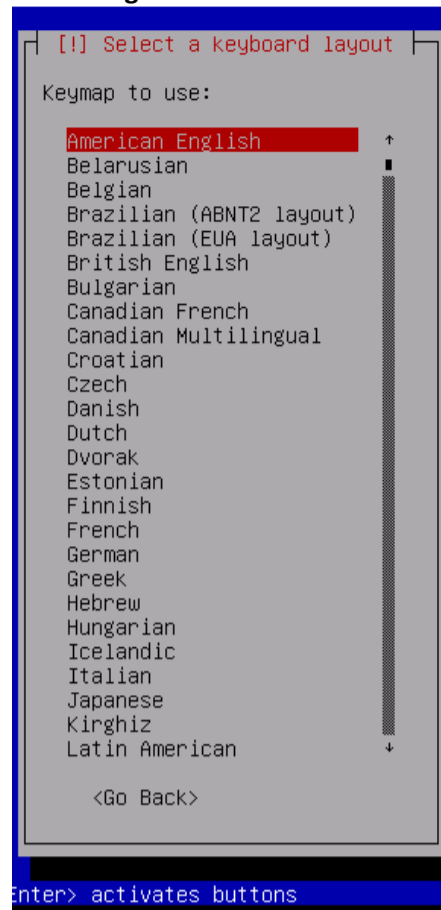 [!] Select a keyboard layout
Keymap to use:
American English
Belarusian
Belgian
Brazilian (ABNT2 layout)
Brazilian (EUA layout)
British English
Bulgarian
Canadian French
Canadian Multilingual
Croatian
Czech
Danish
Dutch
Dvorak
Estonian
Finnish
French
German
Greek
Hebrew
Hungarian
Icelandic
Italian
Japanese
Kirghiz
Latin American
<Go Back>
Enter> activates buttons